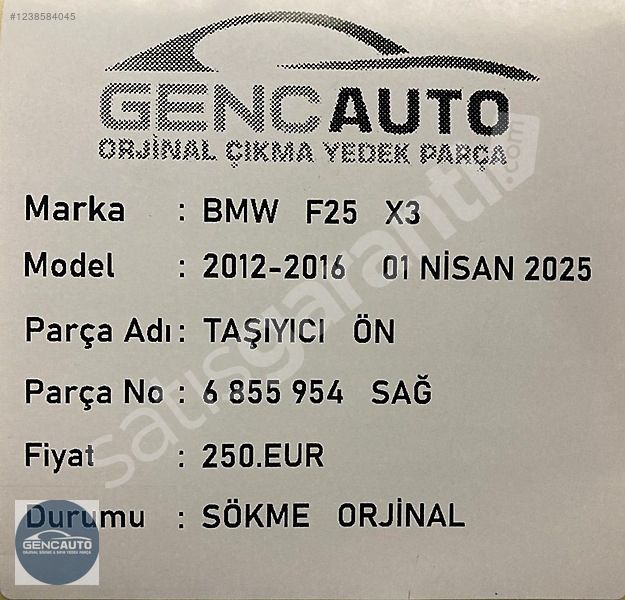 #1238584045
GENCAUTO
ORJİNAL ÇIKMA YEDEK PARÇA
Marka : BMW F25 X3
Model : 2012-2016 01 NİSAN 2025
Parça Adı : TAŞIYICI ÖN
Parça No : 6 855 954 SAĞ
Fiyat : 250.EUR
Durumu : SÖKME ORJİNAL
satışgaranti.com
GENCAUTO